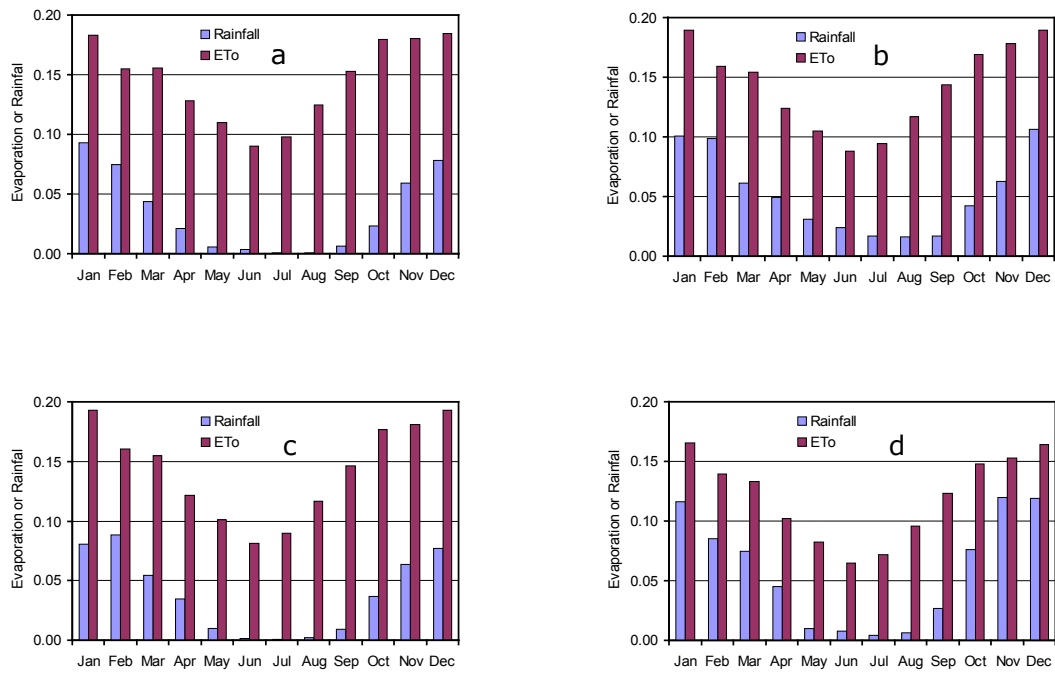 0.20
0.15
0.10
0.05
0.00
Evaporation or Rainfal
Rainfall
ETo
a
Jan Feb Mar Apr May Jun Jul Aug Sep Oct Nov Dec
0.20
0.15
0.10
0.05
0.00
Evaporation or Rainfal
Rainfall
ETo
b
Jan Feb Mar Apr May Jun Jul Aug Sep Oct Nov Dec
0.20
0.15
0.10
0.05
0.00
Evaporation or Rainfal
Rainfall
ETo
c
Jan Feb Mar Apr May Jun Jul Aug Sep Oct Nov Dec
0.20
0.15
0.10
0.05
0.00
Evaporation or Rainfal
Rainfall
ETo
d
Jan Feb Mar Apr May Jun Jul Aug Sep Oct Nov Dec